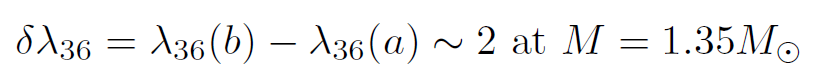 δλ₃₆ = λ₃₆(b) − λ₃₆(a) ∼ 2 at M = 1.35M⊙